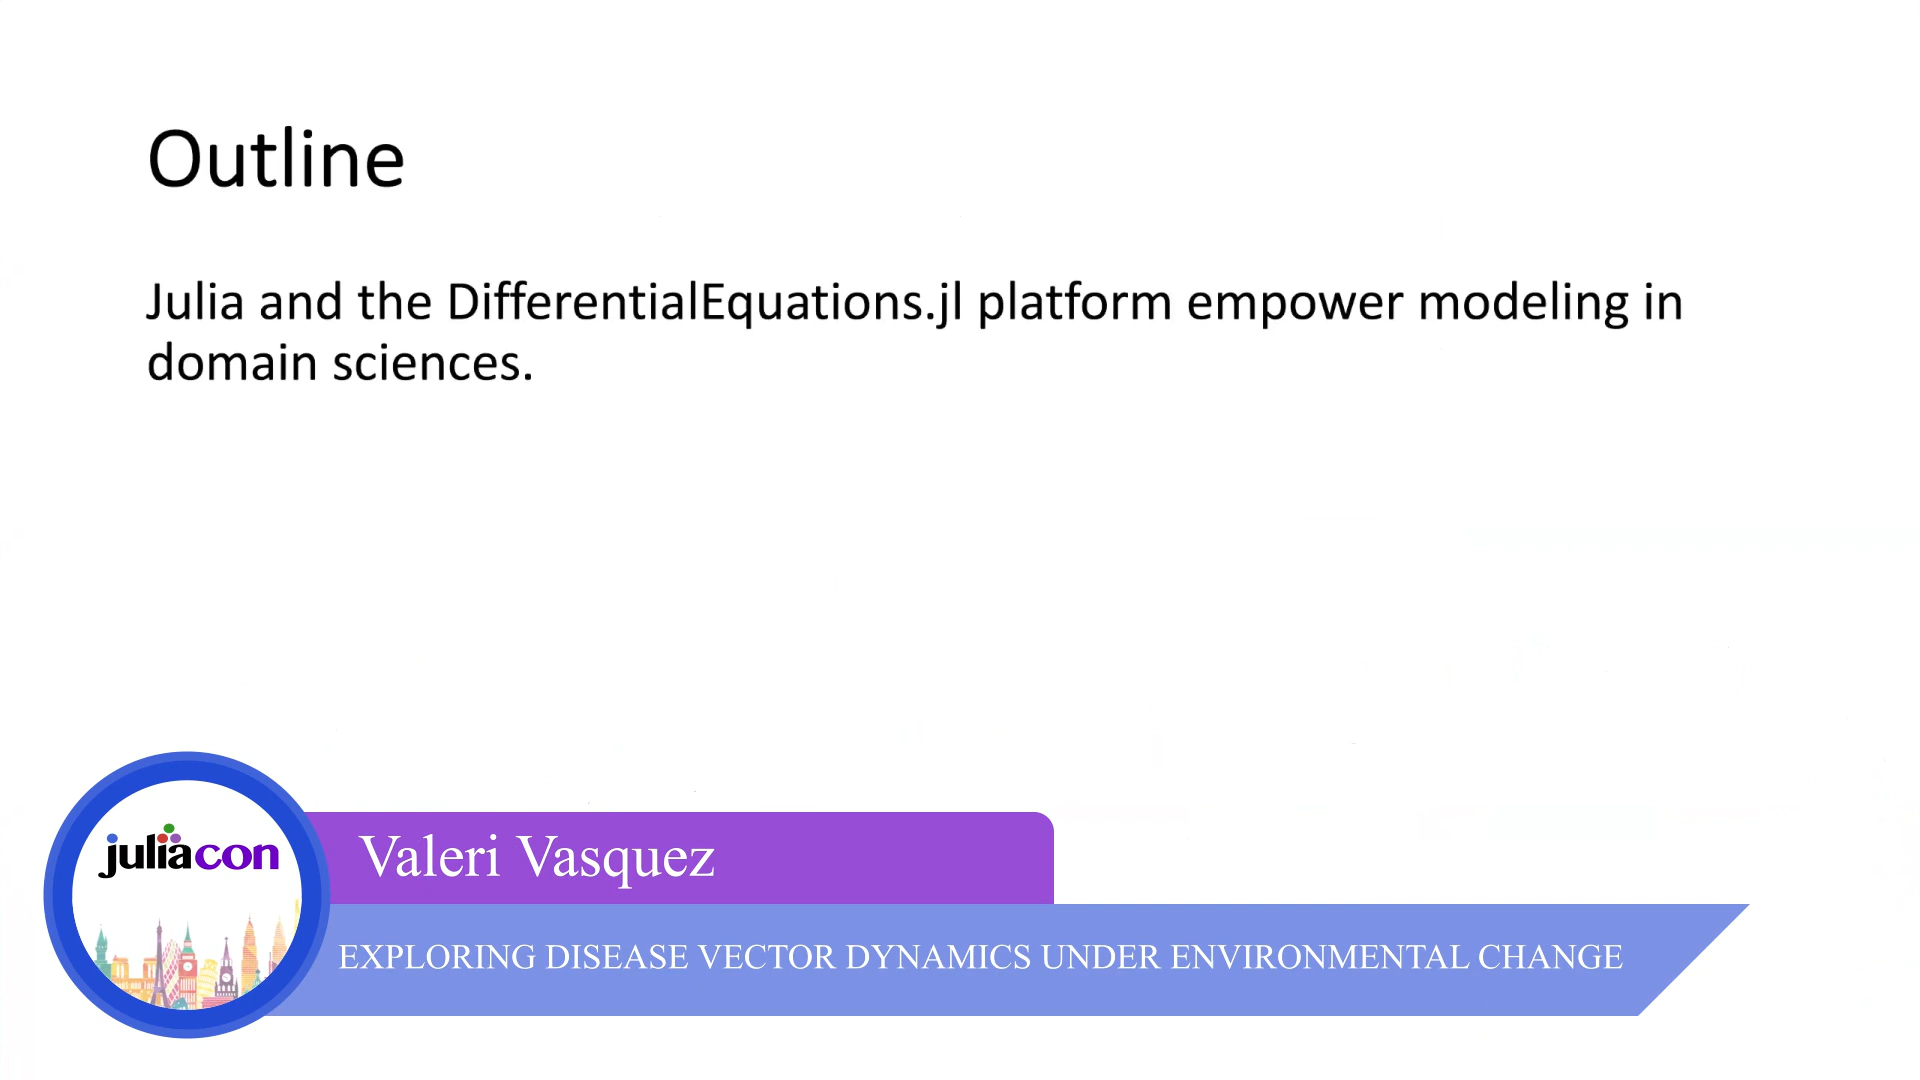 Outline
Julia and the DifferentialEquations.jl platform empower modeling in
domain sciences.
juliacon
Valeri Vasquez
EXPLORING DISEASE VECTOR DYNAMICS UNDER ENVIRONMENTAL CHANGE